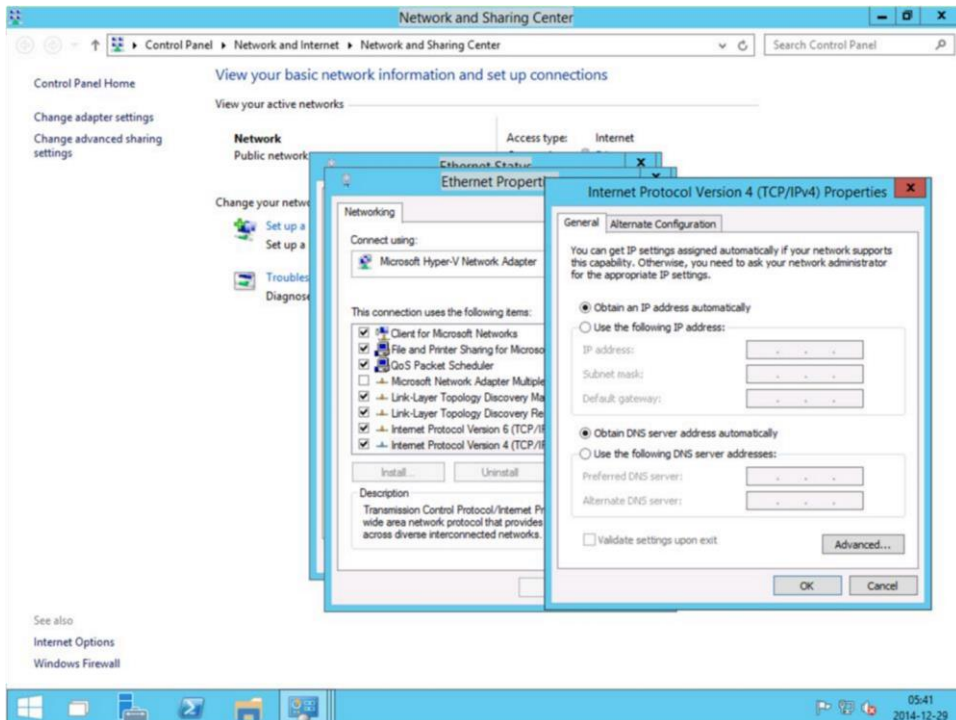 Network and Sharing Center
Control Panel Network and Internet Network and Sharing Center
Search Control Panel
Control Panel Home
Change adapter settings
Change advanced sharing
settings
See also
Internet Options
Windows Firewall
View your basic network information and set up connections
View your active networks
Network
Public network
Access type: Internet
Change your netwo
Set up a
Set up a
Troubles
Diagnose
Ethernet Status
Ethernet Properti
Networking
Connect using:
Microsoft Hyper-V Network Adapter
This connection uses the following items:
Client for Microsoft Networks
File and Printer Sharing for Microso
QoS Packet Scheduler
Microsoft Network Adapter Multiple
Link-Layer Topology Discovery Ma
Link-Layer Topology Discovery Re
Internet Protocol Version 6 (TCP/IP
Internet Protocol Version 4 (TCP/IP
Install...
Uninstall
Description
Transmission Control Protocol/Internet Pr
wide area network protocol that provides
across diverse interconnected networks.
Internet Protocol Version 4 (TCP/IPv4) Properties
General
Alternate Configuration
You can get IP settings assigned automatically if your network supports
this capability. Otherwise, you need to ask your network administrator
for the appropriate IP settings.
Obtain an IP address automatically
Use the following IP address:
IP address:
Subnet mask:
Default gateway:
Obtain DNS server address automatically
Use the following DNS server addresses:
Preferred DNS server:
Alternate DNS server:
Validate settings upon exit
Advanced...
OK
Cancel
05:41
2014-12-29